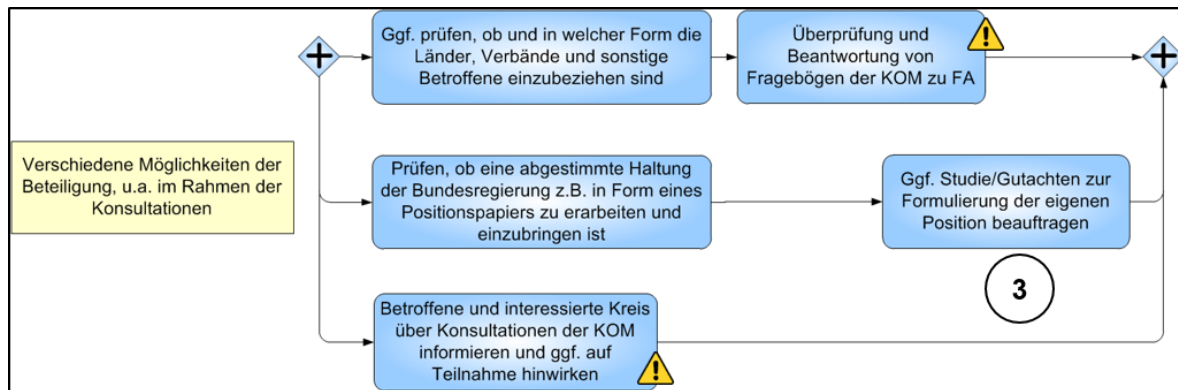 Ggf. prüfen, ob und in welcher Form die
Länder, Verbände und sonstige
Betroffene einzubeziehen sind
Überprüfung und
Beantwortung von
Fragebögen der KOM zu FA
Verschiedene Möglichkeiten der
Beteiligung, u.a. im Rahmen der
Konsultationen
Prüfen, ob eine abgestimmte Haltung
der Bundesregierung z.B. in Form eines
Positionspapiers zu erarbeiten und
einzubringen ist
Ggf. Studie/Gutachten zur
Formulierung der eigenen
Position beauftragen
3
Betroffene und interessierte Kreis
über Konsultationen der KOM
informieren und ggf. auf
Teilnahme hinwirken